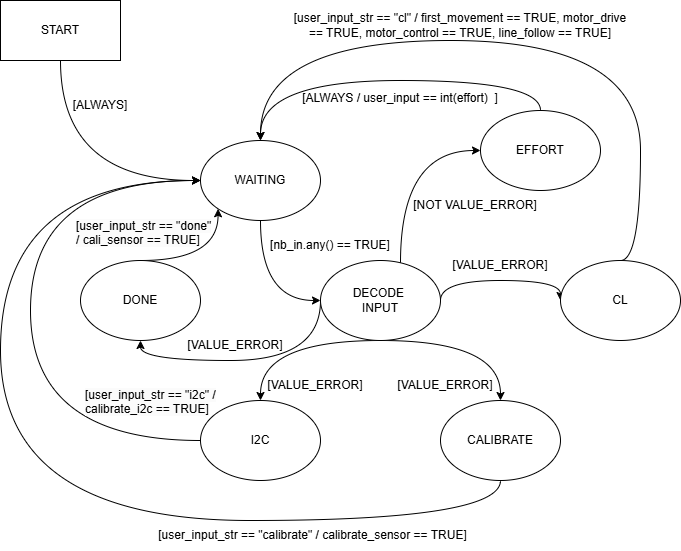 [user_input_str == "cl" / first_movement == TRUE, motor_drive
== TRUE, motor_control == TRUE, line_follow == TRUE]
START
[ALWAYS]
[ALWAYS / user_input == int(effort)  ]
EFFORT
WAITING
[NOT VALUE_ERROR]
[user_input_str == "done"
/ cali_sensor == TRUE]
[nb_in.any() == TRUE]
[VALUE_ERROR]
DONE
DECODE
INPUT
CL
[VALUE_ERROR]
[VALUE_ERROR]
[VALUE_ERROR]
[user_input_str == "i2c" /
calibrate_i2c == TRUE]
I2C
CALIBRATE
[user_input_str == "calibrate" / calibrate_sensor == TRUE]